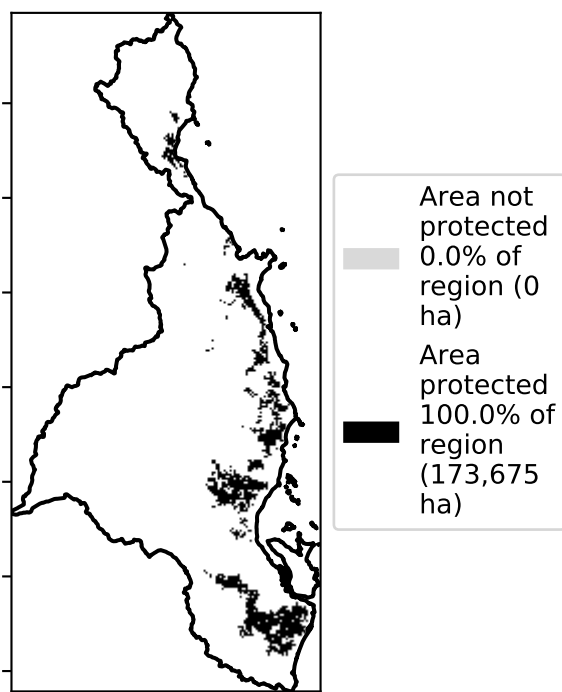 Area not
protected
0.0% of
region (0
ha)
Area
protected
100.0% of
region
(173,675
ha)